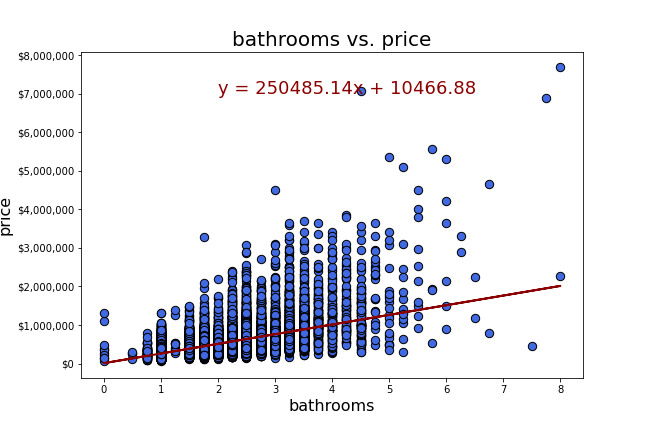 bathrooms vs. price
$8,000,000
y = 250485.14x + 10466.88
$7,000,000
$6,000,000
$5,000,000
$4,000,000
price
$3,000,000
$2,000,000
$1,000,000
$0
0 1 2 3 4 5 6 7 8
bathrooms